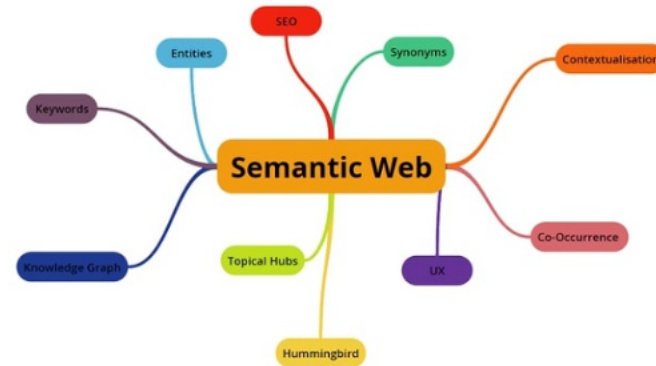 SEO
Entities
Synonyms
Contextualisation
Keywords
Semantic Web
Co-Occurrence
Knowledge Graph
Topical Hubs
UX
Hummingbird